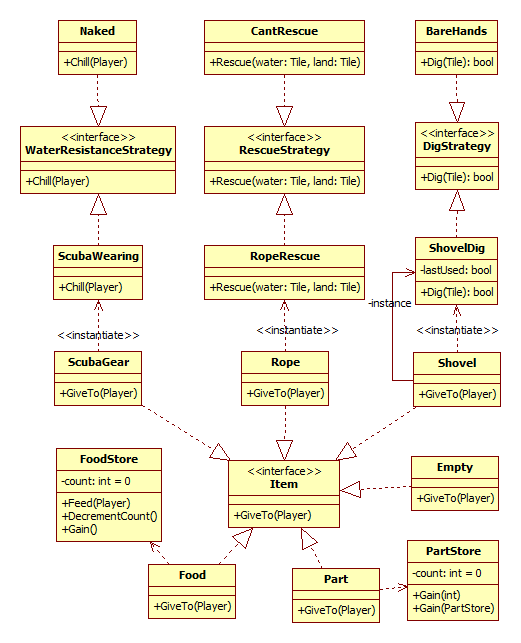 Naked
+Chill(Player)
CantRescue
+Rescue(water: Tile, land: Tile)
BareHands
+Dig(Tile): bool
<<interface>>
WaterResistanceStrategy
+Chill(Player)
<<interface>>
RescueStrategy
+Rescue(water: Tile, land: Tile)
<<interface>>
DigStrategy
+Dig(Tile): bool
ScubaWearing
+Chill(Player)
RopeRescue
+Rescue(water: Tile, land: Tile)
ShovelDig
-lastUsed: bool
+Dig(Tile): bool
-instance
<<instantiate>>
<<instantiate>>
<<instantiate>>
ScubaGear
+GiveTo(Player)
Rope
+GiveTo(Player)
Shovel
+GiveTo(Player)
FoodStore
-count: int = 0
+Feed(Player)
+DecrementCount()
+Gain()
<<interface>>
Item
+GiveTo(Player)
Empty
+GiveTo(Player)
Food
+GiveTo(Player)
Part
+GiveTo(Player)
PartStore
-count: int = 0
+Gain(int)
+Gain(PartStore)